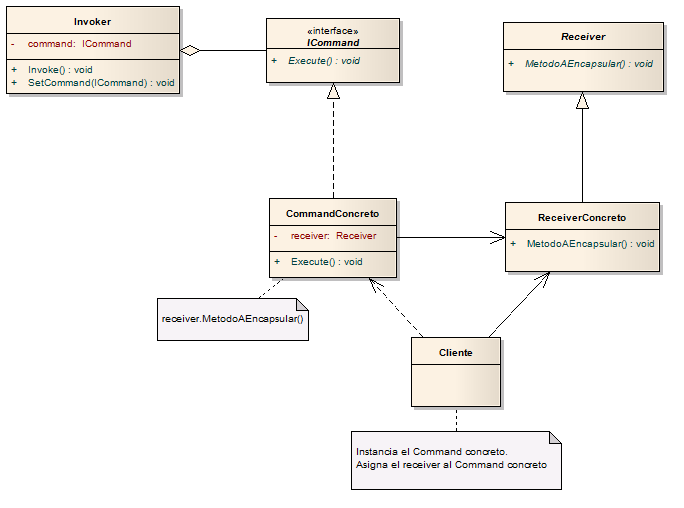 Invoker
- command: ICommand
+ Invoke() : void
+ SetCommand(ICommand) : void
«interface»
ICommand
+ Execute() : void
Receiver
+ MetodoAEncapsular() : void
CommandConcreto
- receiver: Receiver
+ Execute() : void
ReceiverConcreto
+ MetodoAEncapsular() : void
receiver.MetodoAEncapsular()
Cliente
Instancia el Command concreto.
Asigna el receiver al Command concreto